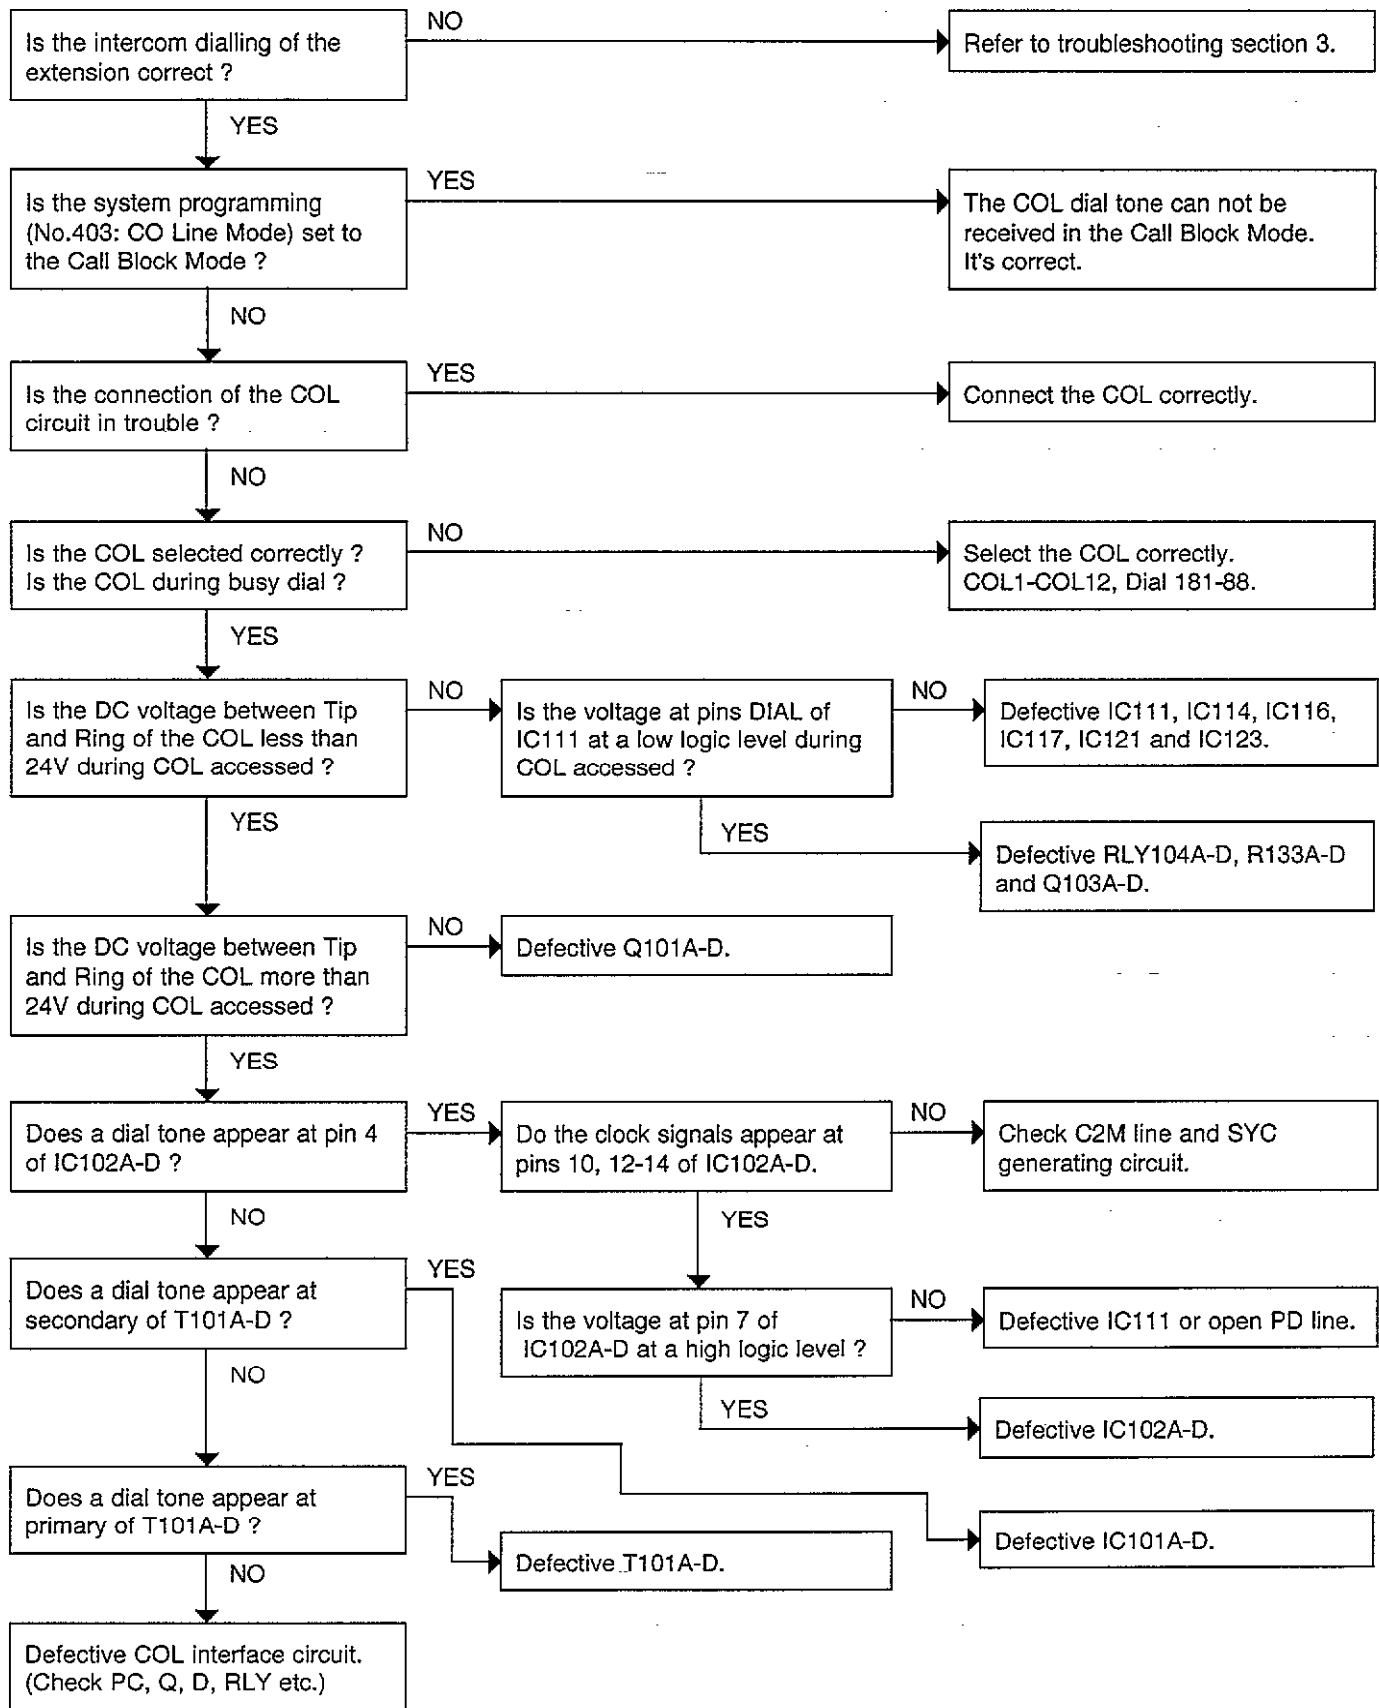 Is the intercom dialling of the
extension correct ?
NO
Refer to troubleshooting section 3.
YES
Is the system programming
(No.403: CO Line Mode) set to
the Call Block Mode ?
YES
The COL dial tone can not be
received in the Call Block Mode.
It's correct.
NO
Is the connection of the COL
circuit in trouble ?
YES
Connect the COL correctly.
NO
Is the COL selected correctly ?
Is the COL during busy dial ?
NO
Select the COL correctly.
COL1-COL12, Dial 181-88.
YES
Is the DC voltage between Tip
and Ring of the COL less than
24V during COL accessed ?
NO
Is the voltage at pins DIAL of
IC111 at a low logic level during
COL accessed ?
NO
Defective IC111, IC114, IC116,
IC117, IC121 and IC123.
YES
YES
Defective RLY104A-D, R133A-D
and Q103A-D.
Is the DC voltage between Tip
and Ring of the COL more than
24V during COL accessed ?
NO
Defective Q101A-D.
YES
Does a dial tone appear at pin 4
of IC102A-D ?
YES
Do the clock signals appear at
pins 10, 12-14 of IC102A-D.
NO
Check C2M line and SYC
generating circuit.
NO
YES
Does a dial tone appear at
secondary of T101A-D ?
YES
Is the voltage at pin 7 of
IC102A-D at a high logic level ?
NO
Defective IC111 or open PD line.
NO
YES
Defective IC102A-D.
Does a dial tone appear at
primary of T101A-D ?
YES
Defective T101A-D.
Defective IC101A-D.
NO
Defective COL interface circuit.
(Check PC, Q, D, RLY etc.)